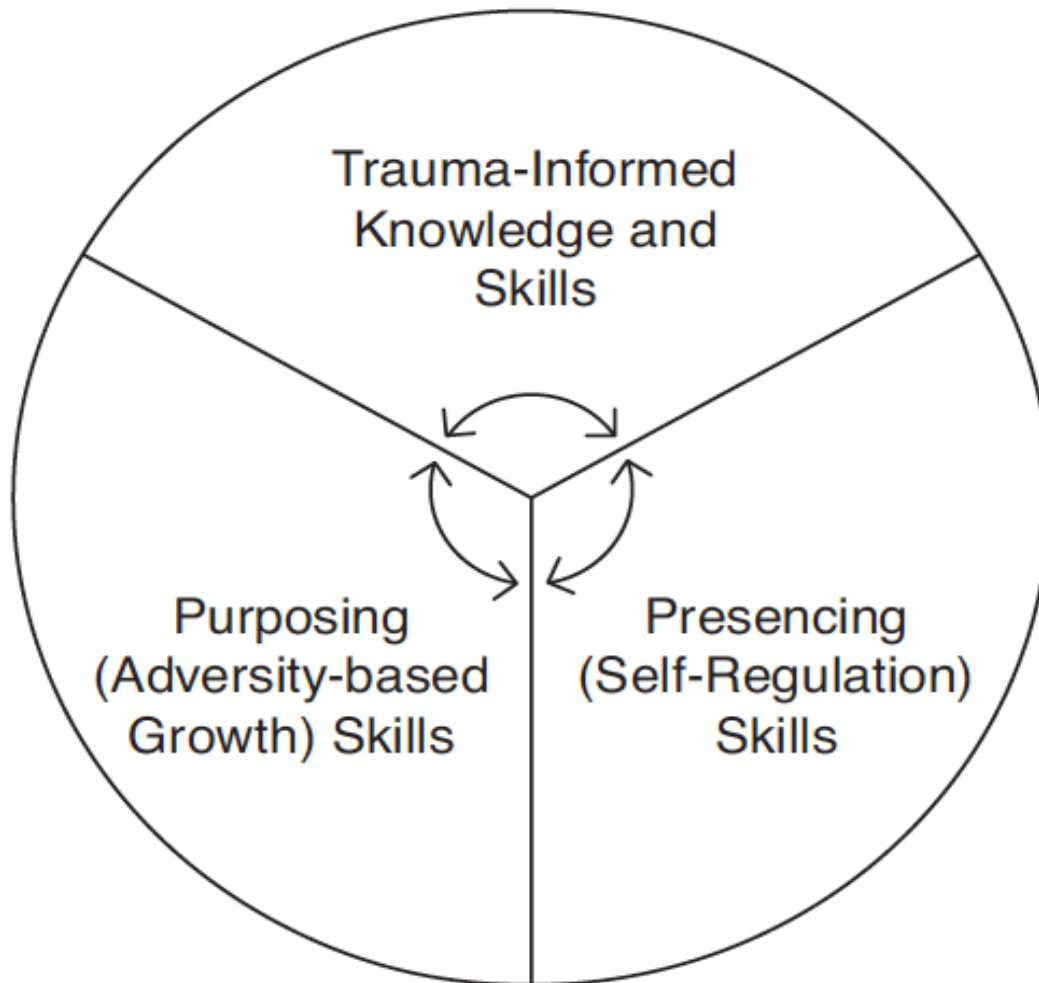 Trauma-Informed
Knowledge and
Skills
Purposing
(Adversity-based
Growth) Skills
Presencing
(Self-Regulation)
Skills